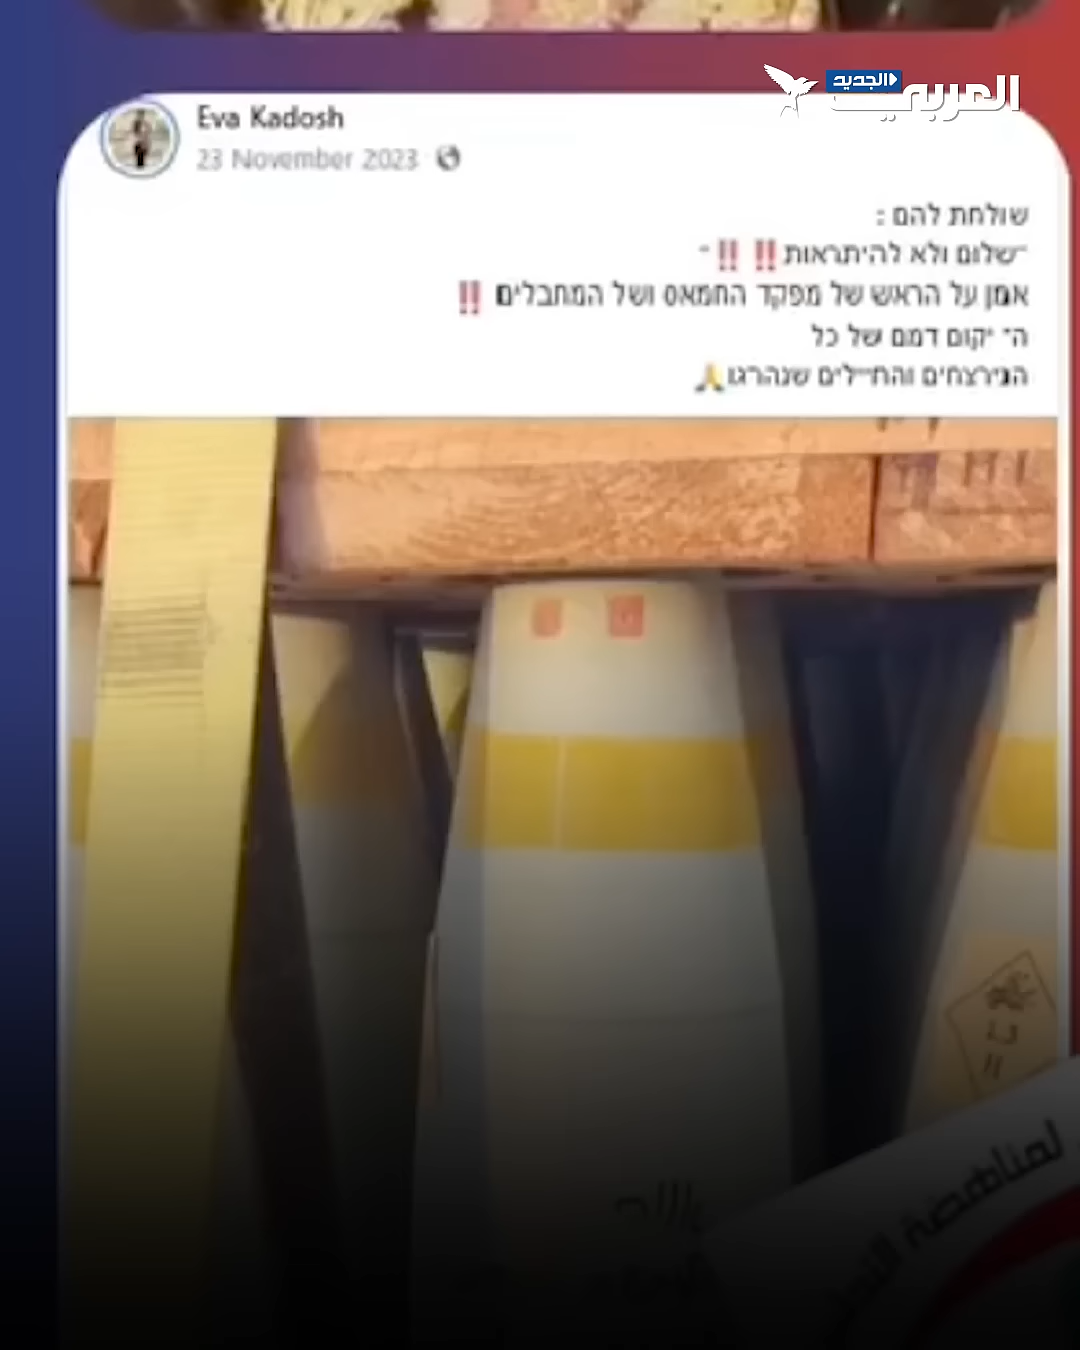 العربي
الجديد
Eva Kadosh
23 November 2023
שולחת להם :
״שלום ולא להיתראות‼️ ‼️ ״
אמן על הראש של מפקד החמאס ושל המחבלים ‼️
ה׳ יקום דמם של כל
הנירצחים והחיילים שנהרגו🙏
لمناهضة